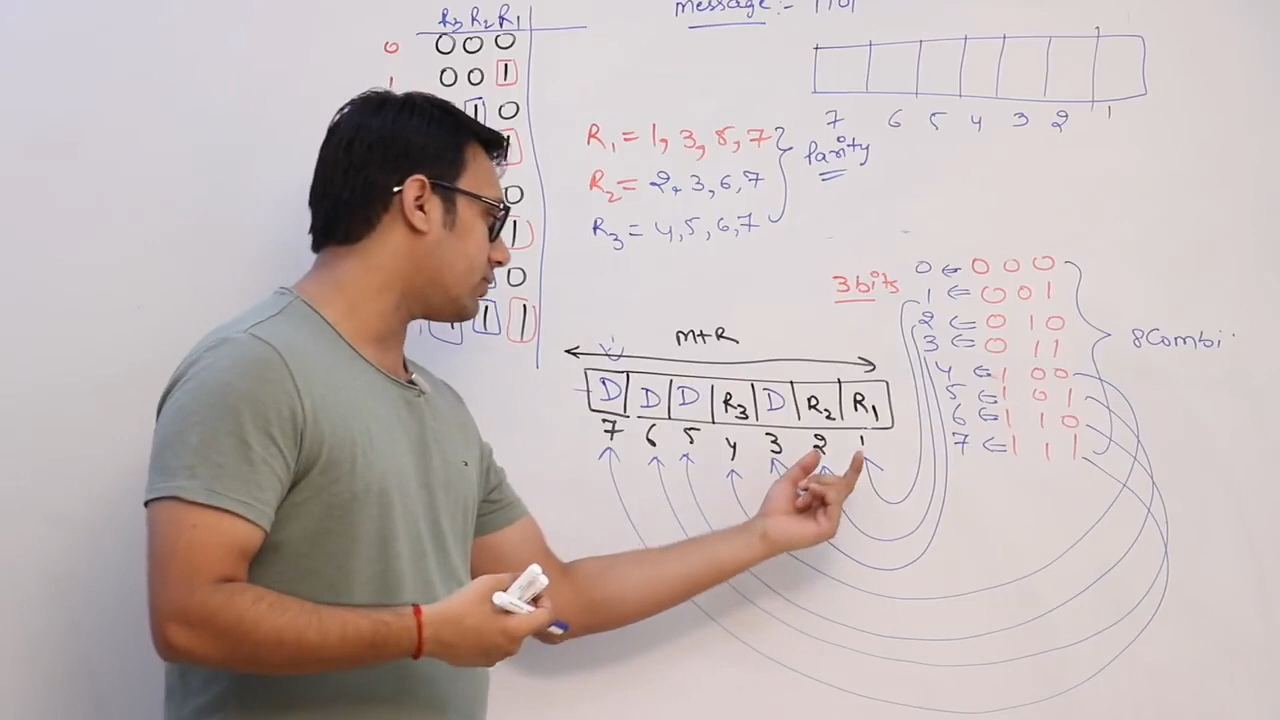 Message :- 1101
R3 R2 R1
0 0 0 0
1 0 0 1
1 0
1
0
1
0
1 1 1
7 6 5 4 3 2 1
R1 = 1, 3, 5, 7
R2 = 2, 3, 6, 7
R3 = 4, 5, 6, 7
Parity
3 bits
0 ⇐ 0 0 0
1 ⇐ 0 0 1
2 ⇐ 0 1 0
3 ⇐ 0 1 1
4 ⇐ 1 0 0
5 ⇐ 1 0 1
6 ⇐ 1 1 0
7 ⇐ 1 1 1
8 Combi
M+R
D D D R3 D R2 R1
7 6 5 4 3 2 1